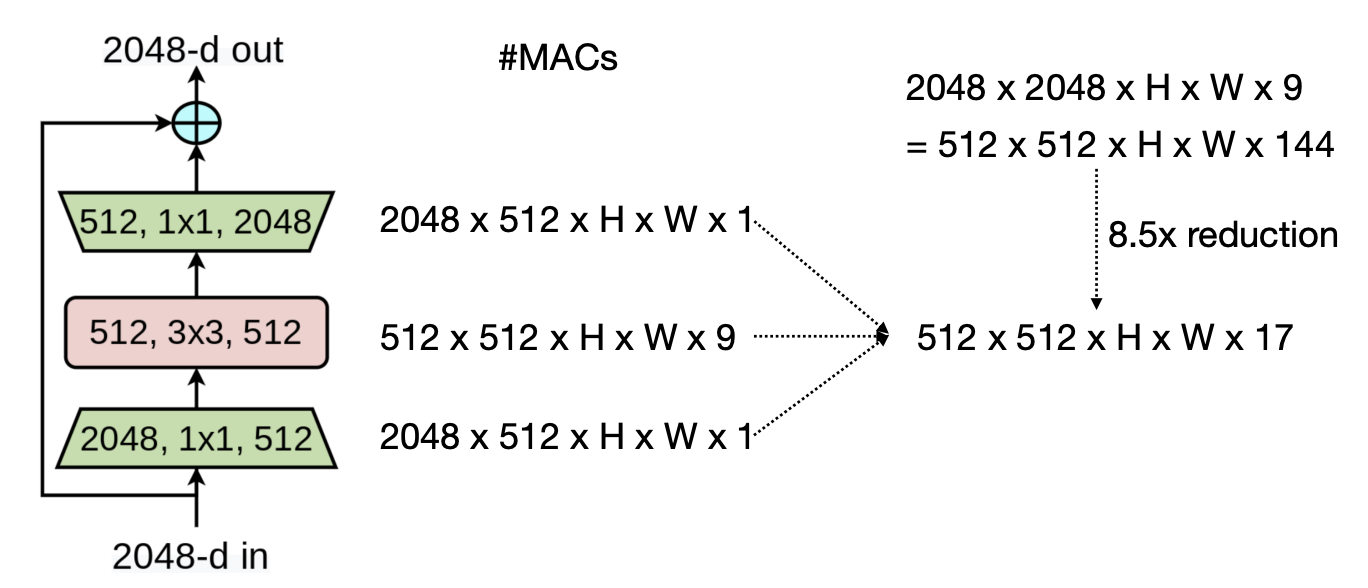 2048-d out
#MACs
2048 x 2048 x H x W x 9
= 512 x 512 x H x W x 144
512, 1x1, 2048
2048 x 512 x H x W x 1
8.5x reduction
512, 3x3, 512
512 x 512 x H x W x 9
512 x 512 x H x W x 17
2048, 1x1, 512
2048 x 512 x H x W x 1
2048-d in